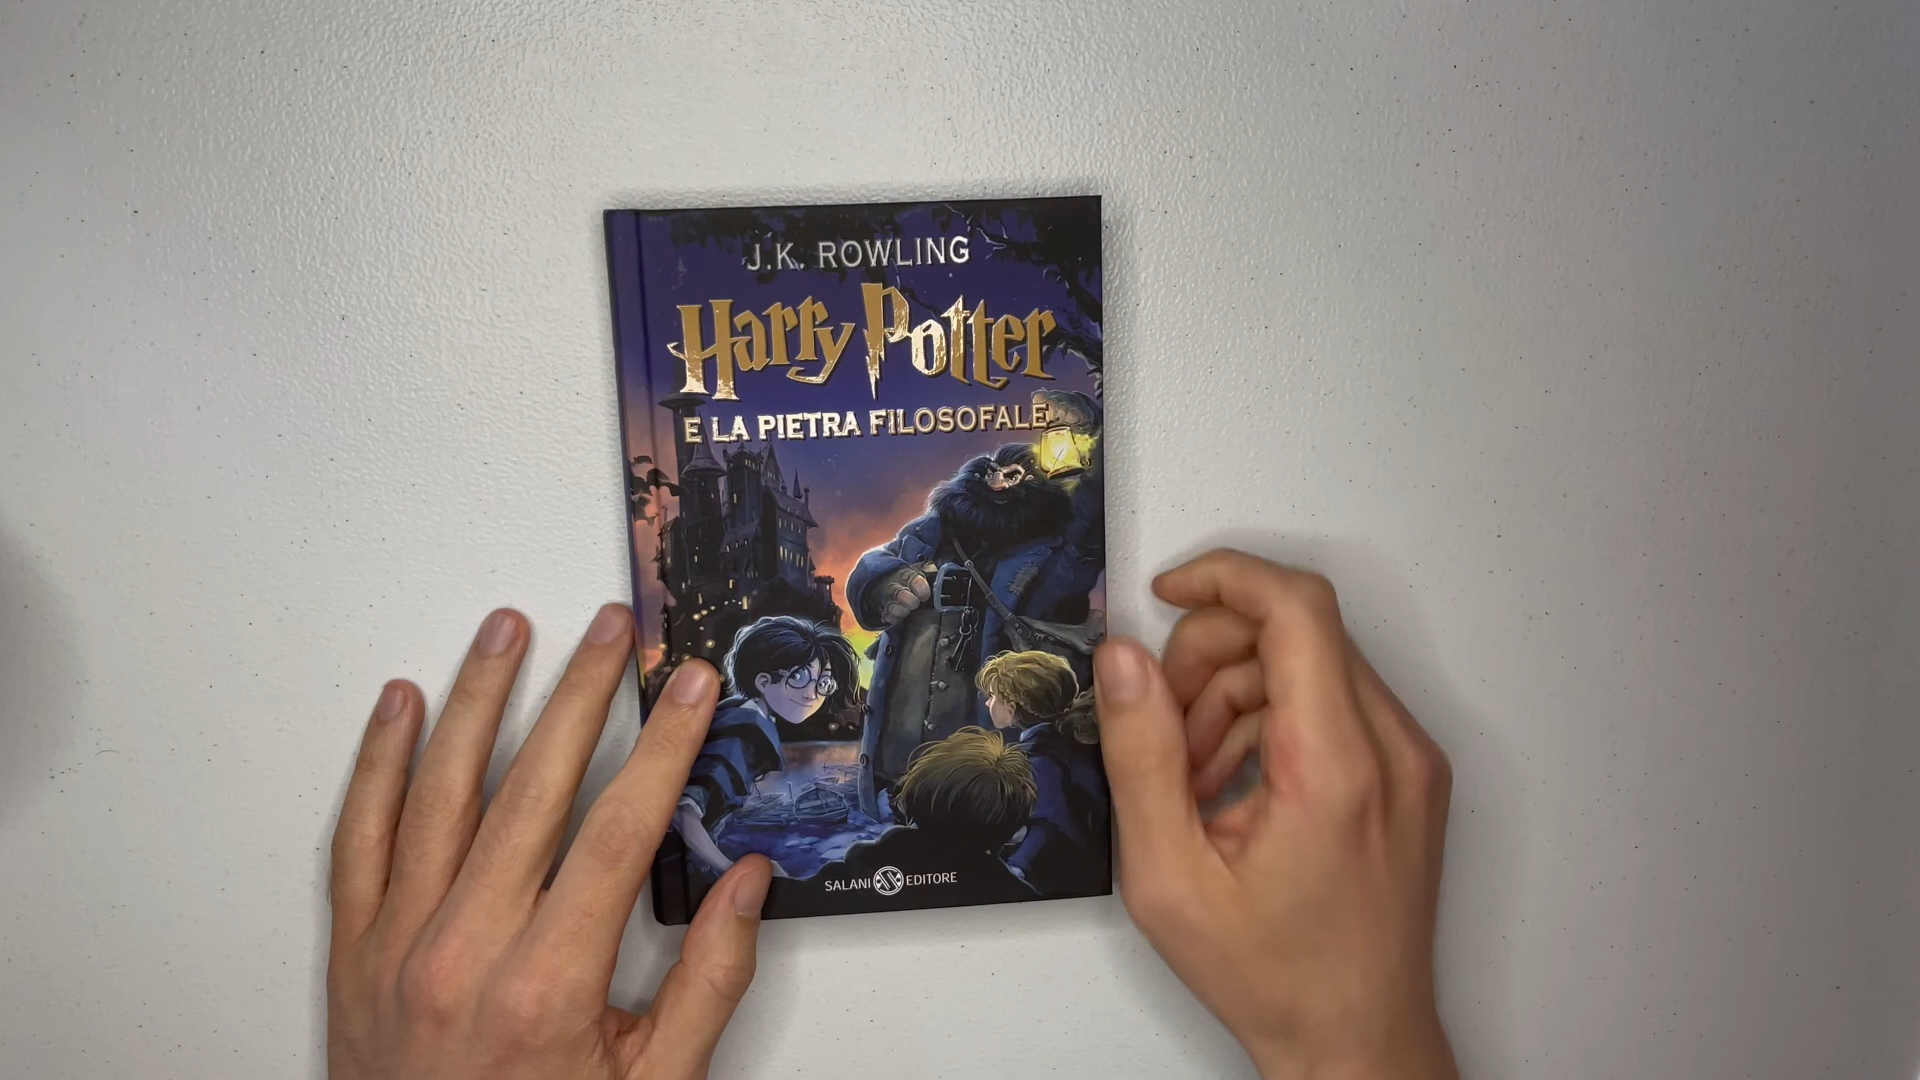 J.K. ROWLING
Harry Potter
E LA PIETRA FILOSOFALE
SALANI EDITORE